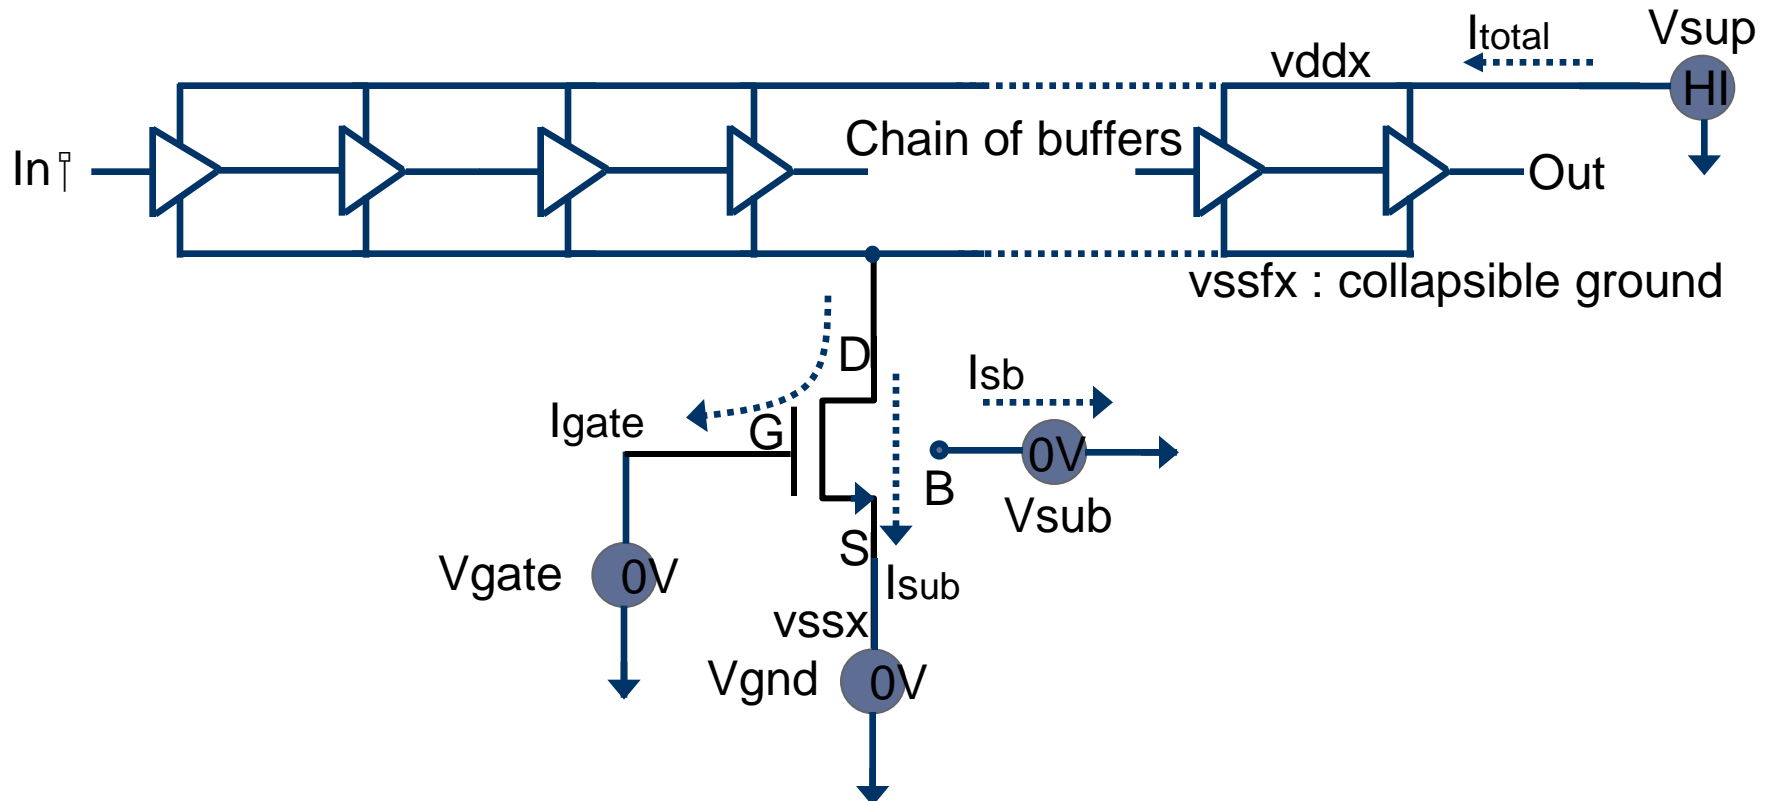 Vsup
Itotal
vddx
HI
Chain of buffers
In
Out
vssfx : collapsible ground
D
Isb
Igate
G
0V
B
Vsub
S
Vgate
0V
Isub
vssx
Vgnd
0V